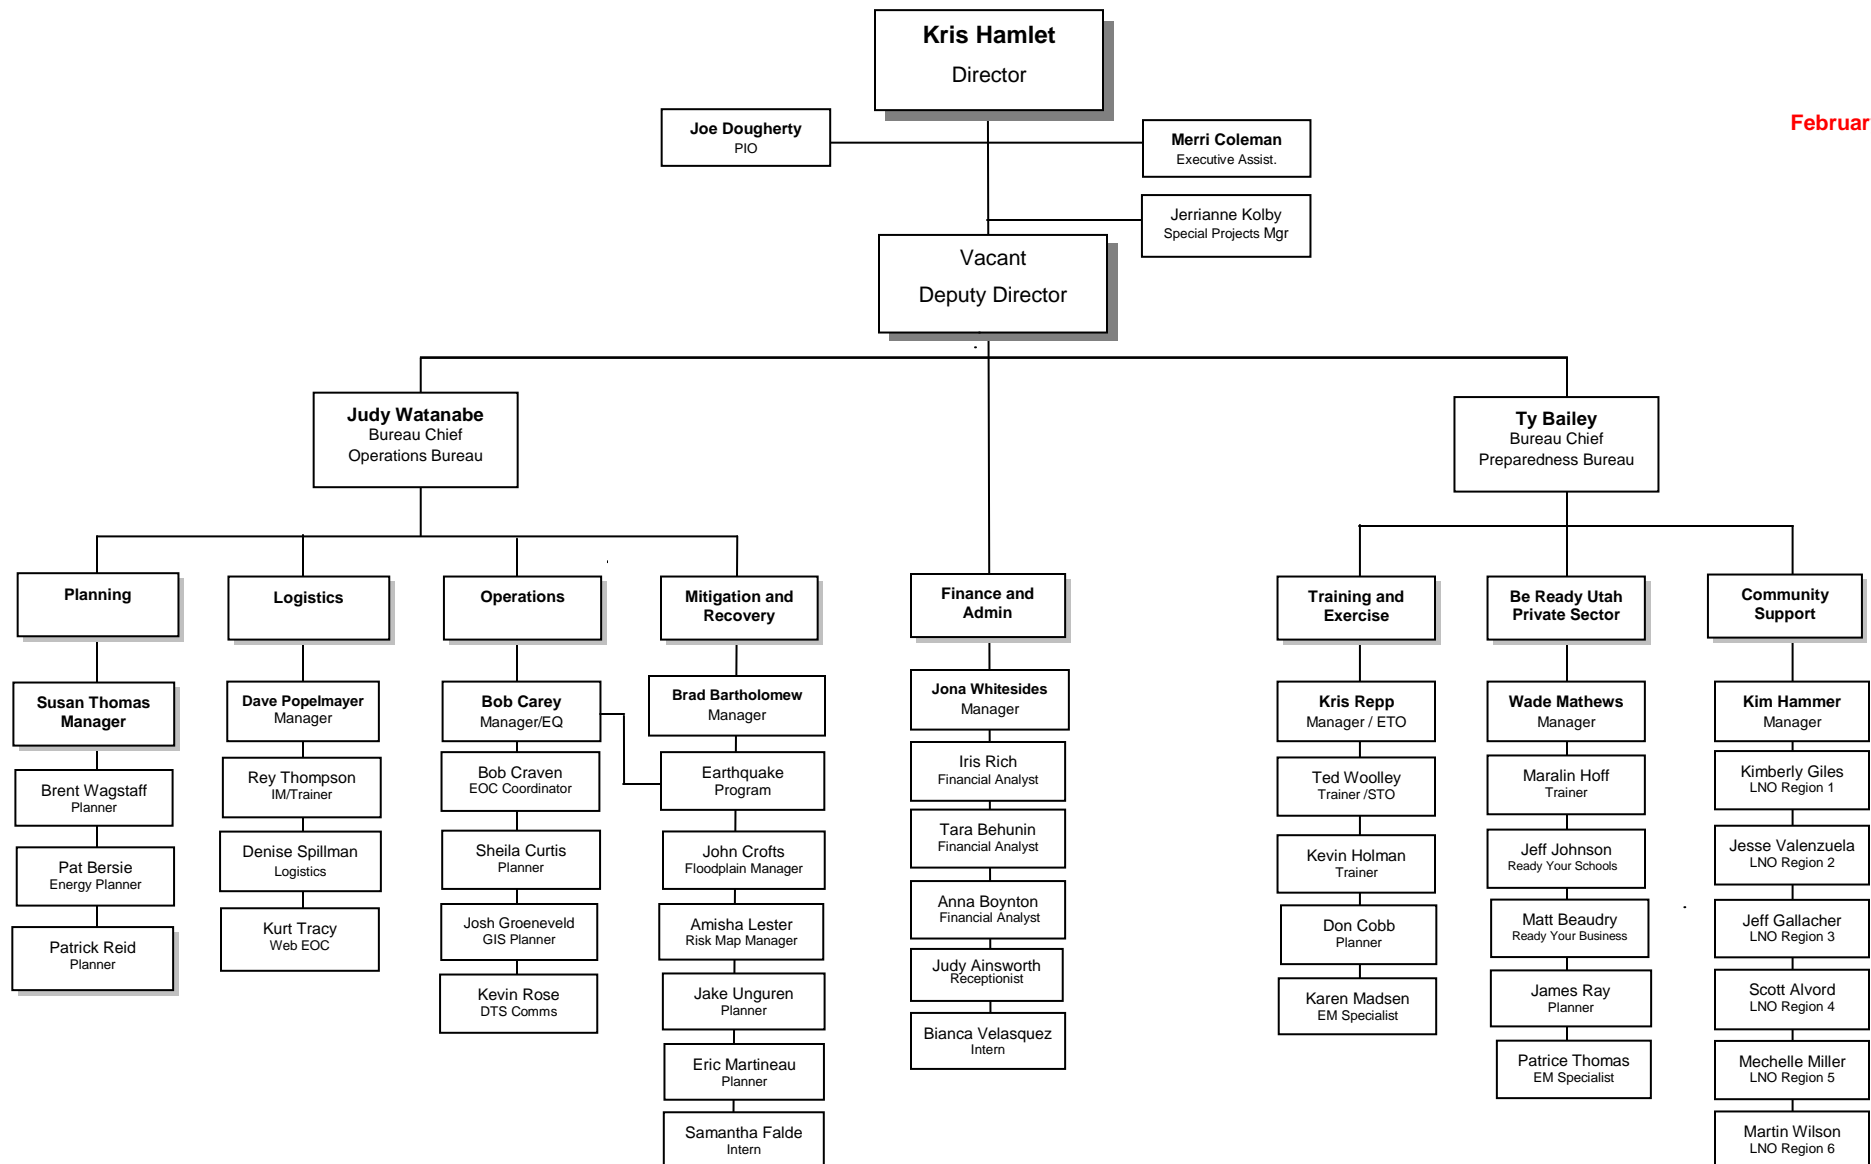 Kris Hamlet
Director
Februar
Joe Dougherty
PIO
Merri Coleman
Executive Assist.
Jerrianne Kolby
Special Projects Mgr
Vacant
Deputy Director
Judy Watanabe
Bureau Chief
Operations Bureau
Ty Bailey
Bureau Chief
Preparedness Bureau
Planning
Susan Thomas
Manager
Brent Wagstaff
Planner
Pat Bersie
Energy Planner
Patrick Reid
Planner
Logistics
Dave Popelmayer
Manager
Rey Thompson
IM/Trainer
Denise Spillman
Logistics
Kurt Tracy
Web EOC
Operations
Bob Carey
Manager/EQ
Bob Craven
EOC Coordinator
Sheila Curtis
Planner
Josh Groeneveld
GIS Planner
Kevin Rose
DTS Comms
Mitigation and
Recovery
Brad Bartholomew
Manager
Earthquake
Program
John Crofts
Floodplain Manager
Amisha Lester
Risk Map Manager
Jake Unguren
Planner
Eric Martineau
Planner
Samantha Falde
Intern
Finance and
Admin
Jona Whitesides
Manager
Iris Rich
Financial Analyst
Tara Behunin
Financial Analyst
Anna Boynton
Financial Analyst
Judy Ainsworth
Receptionist
Bianca Velasquez
Intern
Training and
Exercise
Kris Repp
Manager / ETO
Ted Woolley
Trainer /STO
Kevin Holman
Trainer
Don Cobb
Planner
Karen Madsen
EM Specialist
Be Ready Utah
Private Sector
Wade Mathews
Manager
Maralin Hoff
Trainer
Jeff Johnson
Ready Your Schools
Matt Beaudry
Ready Your Business
James Ray
Planner
Patrice Thomas
EM Specialist
Community
Support
Kim Hammer
Manager
Kimberly Giles
LNO Region 1
Jesse Valenzuela
LNO Region 2
Jeff Gallacher
LNO Region 3
Scott Alvord
LNO Region 4
Mechelle Miller
LNO Region 5
Martin Wilson
LNO Region 6